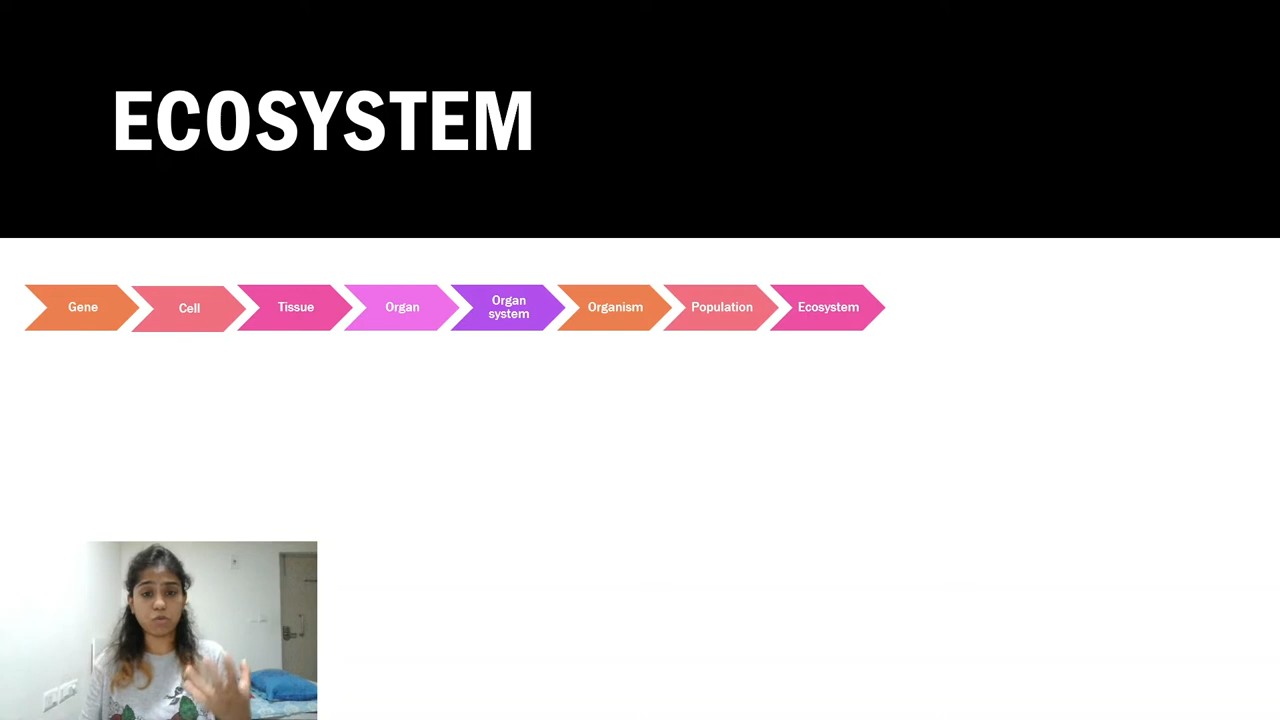 ECOSYSTEM
Gene
Cell
Tissue
Organ
Organ
system
Organism
Population
Ecosystem